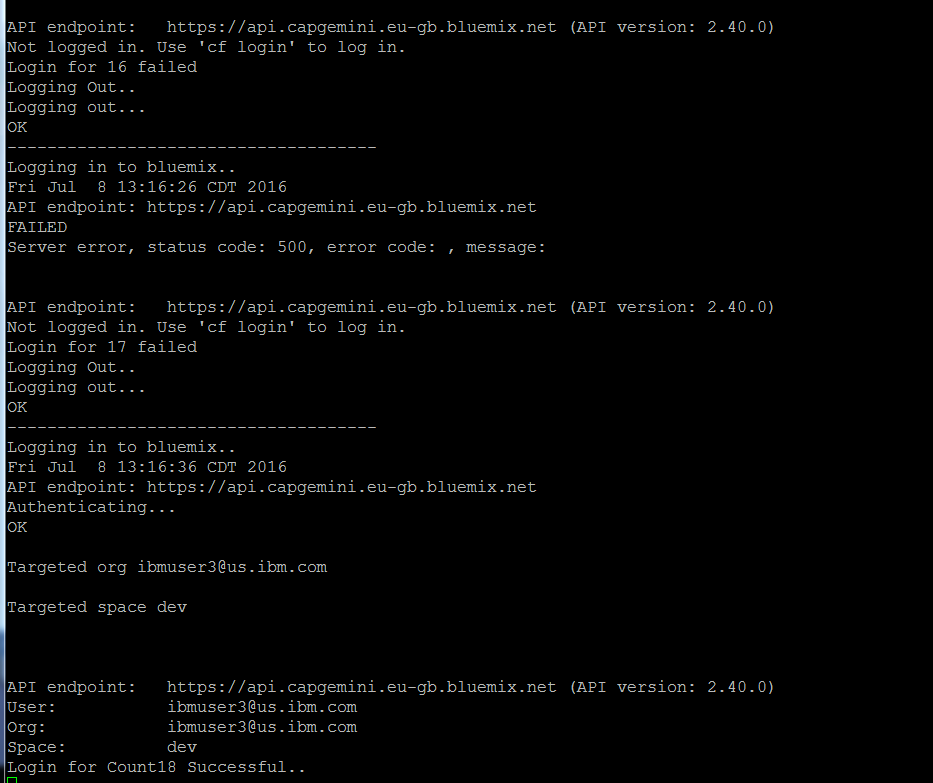 API endpoint:   https://api.capgemini.eu-gb.bluemix.net (API version: 2.40.0)
Not logged in. Use 'cf login' to log in.
Login for 16 failed
Logging Out..
Logging out...
OK
-------------------------------------
Logging in to bluemix..
Fri Jul  8 13:16:26 CDT 2016
API endpoint: https://api.capgemini.eu-gb.bluemix.net
FAILED
Server error, status code: 500, error code: , message:
API endpoint:   https://api.capgemini.eu-gb.bluemix.net (API version: 2.40.0)
Not logged in. Use 'cf login' to log in.
Login for 17 failed
Logging Out..
Logging out...
OK
-------------------------------------
Logging in to bluemix..
Fri Jul  8 13:16:36 CDT 2016
API endpoint: https://api.capgemini.eu-gb.bluemix.net
Authenticating...
OK
Targeted org ibmuser3@us.ibm.com
Targeted space dev
API endpoint:   https://api.capgemini.eu-gb.bluemix.net (API version: 2.40.0)
User:           ibmuser3@us.ibm.com
Org:            ibmuser3@us.ibm.com
Space:          dev
Login for Count18 Successful..